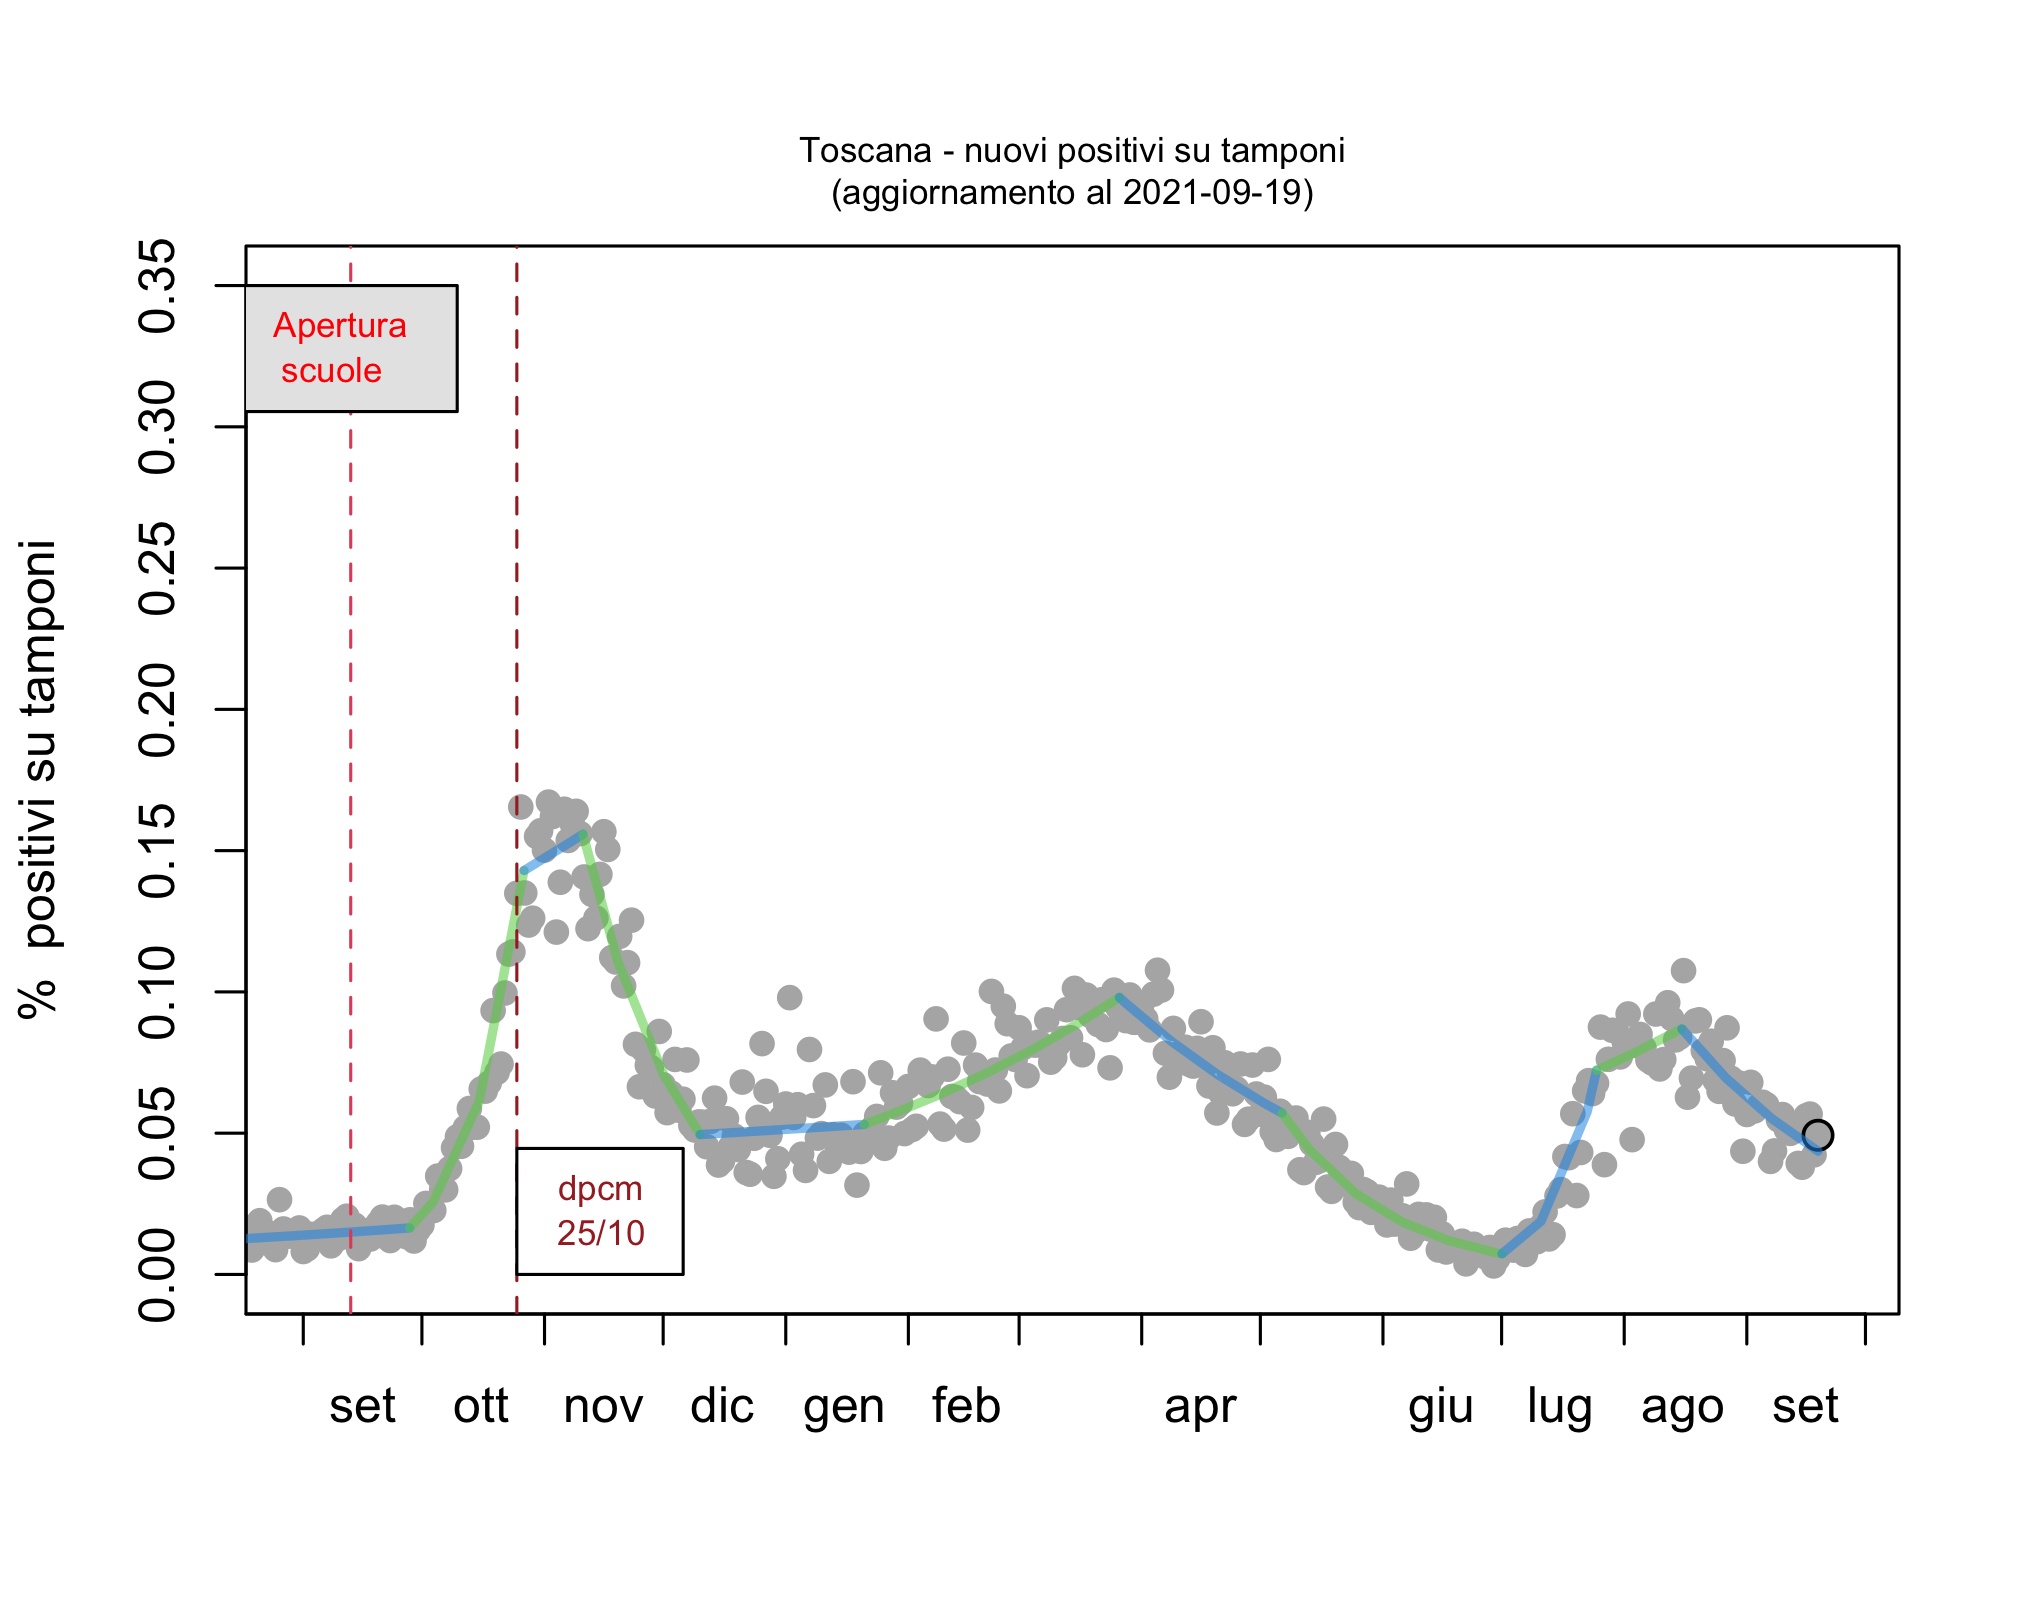 Toscana - nuovi positivi su tamponi
(aggiornamento al 2021-09-19)
% positivi su tamponi
0.35
0.30
0.25
0.20
0.15
0.10
0.05
0.00
Apertura
scuole
dpcm
25/10
set ott nov dic gen feb apr giu lug ago set